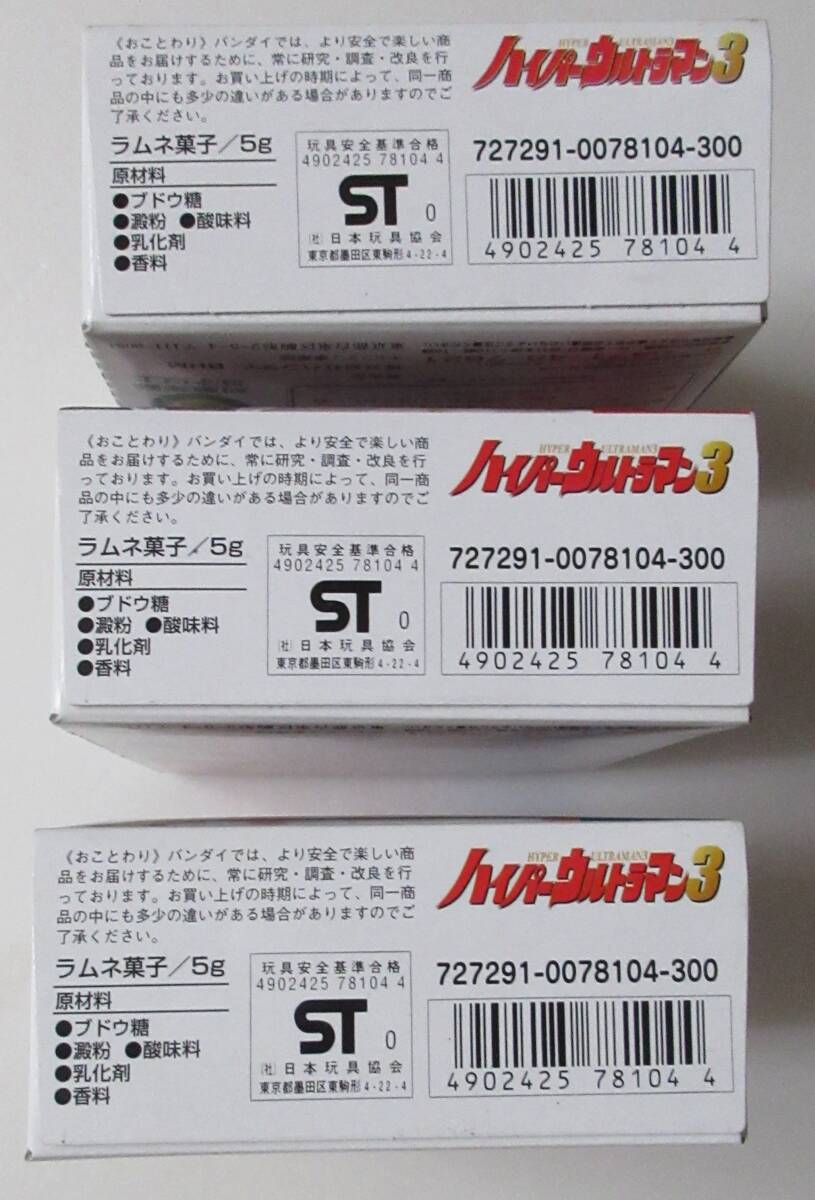 《おことわり》バンダイでは、より安全で楽しい商
品をお届けするために、常に研究・調査・改良を行
っております。お買い上げの時期によって、同一商
品の中にも多少の違いがある場合がありますのでご
了承ください。
HYPER ULTRAMAN3
ハイパーウルトラマン3
ラムネ菓子/5g
原材料
●ブドウ糖
●澱粉 ●酸味料
●乳化剤
●香料
玩具安全基準合格
4902425 78104 4
ST 0
(社)日本玩具協会
東京都墨田区東駒形4-22-4
727291-0078104-300
4902425 78104 4
《おことわり》バンダイでは、より安全で楽しい商
品をお届けするために、常に研究・調査・改良を行
っております。お買い上げの時期によって、同一商
品の中にも多少の違いがある場合がありますのでご
了承ください。
HYPER ULTRAMAN3
ハイパーウルトラマン3
ラムネ菓子/5g
原材料
●ブドウ糖
●澱粉 ●酸味料
●乳化剤
●香料
玩具安全基準合格
4902425 78104 4
ST 0
(社)日本玩具協会
東京都墨田区東駒形4-22-4
727291-0078104-300
4902425 78104 4
《おことわり》バンダイでは、より安全で楽しい商
品をお届けするために、常に研究・調査・改良を行
っております。お買い上げの時期によって、同一商
品の中にも多少の違いがある場合がありますのでご
了承ください。
HYPER ULTRAMAN3
ハイパーウルトラマン3
ラムネ菓子/5g
原材料
●ブドウ糖
●澱粉 ●酸味料
●乳化剤
●香料
玩具安全基準合格
4902425 78104 4
ST 0
(社)日本玩具協会
東京都墨田区東駒形4-22-4
727291-0078104-300
4902425 78104 4